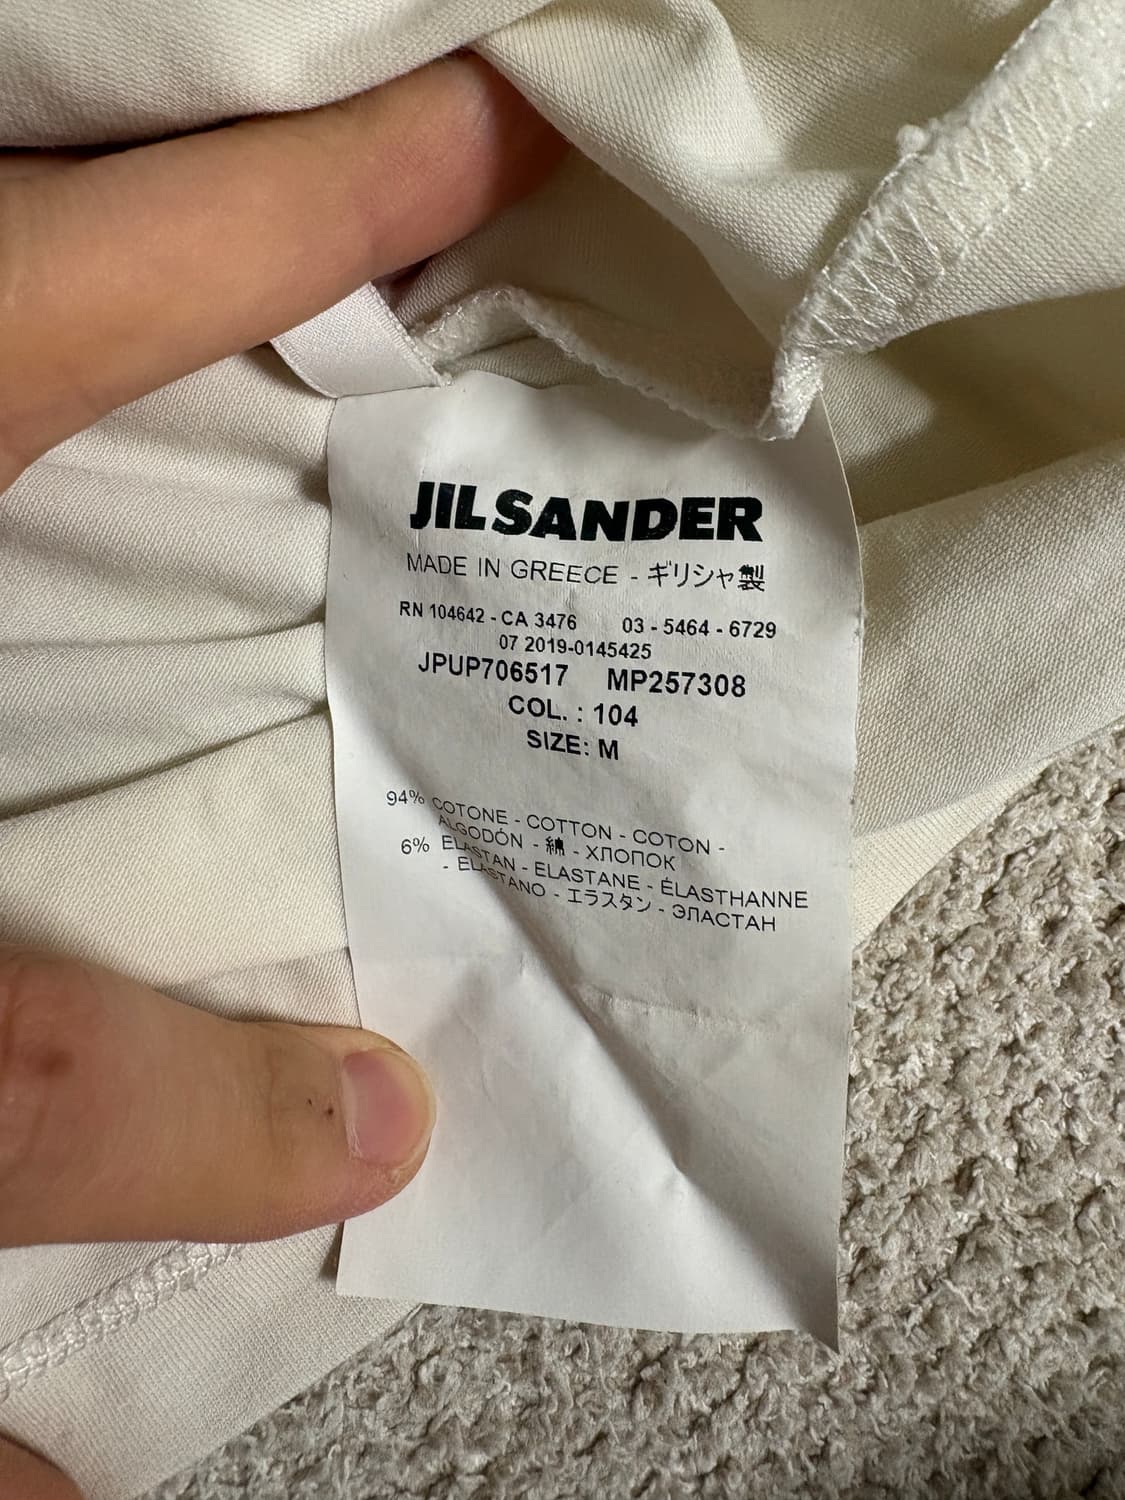 JIL SANDER
MADE IN GREECE - ギリシャ製
RN 104642 - CA 3476 03 - 5464 - 6729
07 2019-0145425
JPUP706517 MP257308
COL. : 104
SIZE: M
94% COTONE - COTTON - COTON -
ALGODÓN - 綿 - ХЛОПОК
6% ELASTAN - ELASTANE - ÉLASTHANNE
- ELASTANO - エラスタン - ЭЛАСТАН